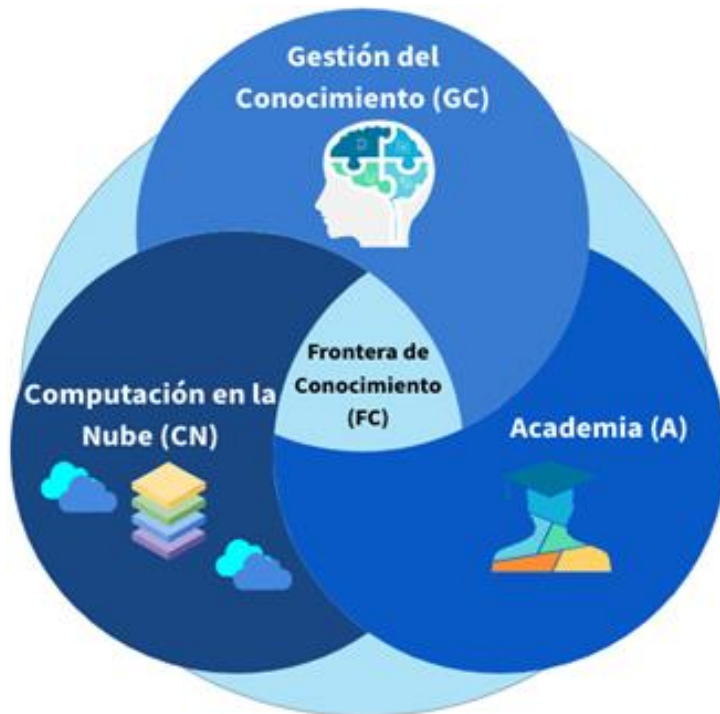 Gestión del
Conocimiento (GC)
Frontera de
Conocimiento
(FC)
Computación en la
Nube (CN)
Academia (A)